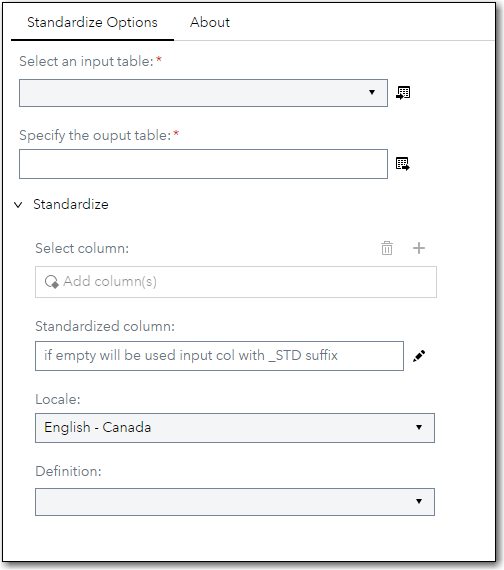 Standardize Options About
Select an input table:*
Specify the ouput table:*
Standardize
Select column:
Add column(s)
Standardized column:
if empty will be used input col with _STD suffix
Locale:
English - Canada
Definition: